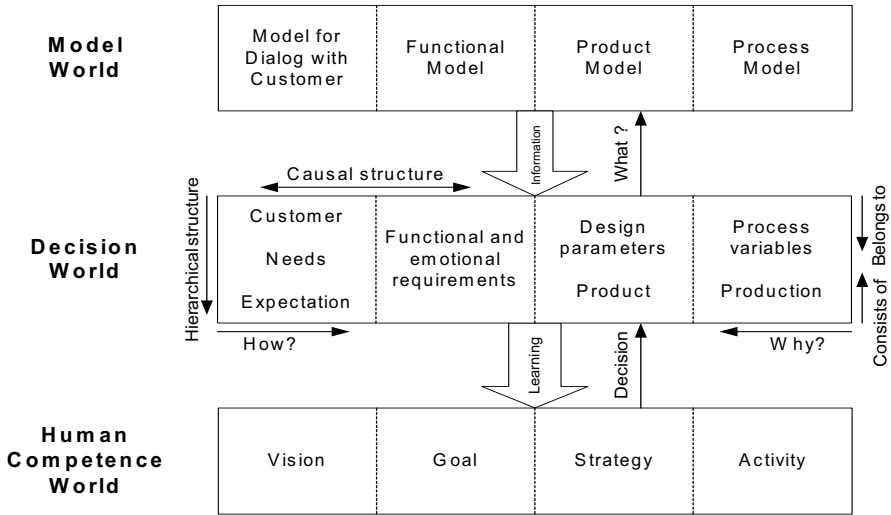 Model
World
Model for
Dialog with
Customer
Functional
Model
Product
Model
Process
Model
Information
What ?
Causal structure
Hierarchical structure
Decision
World
Customer
Needs
Expectation
Functional and
emotional
requirements
Design
parameters
Product
Process
variables
Production
Belongs to
Consists of
How?
Learning
Decision
Why?
Human
Competence
World
Vision
Goal
Strategy
Activity